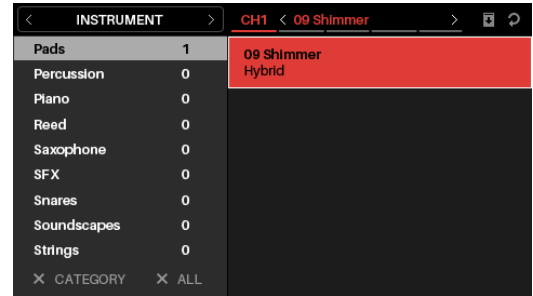 < INSTRUMENT >
CH1 < 09 Shimmer >
Pads 1
Percussion 0
Piano 0
Reed 0
Saxophone 0
SFX 0
Snares 0
Soundscapes 0
Strings 0
✕ CATEGORY ✕ ALL
09 Shimmer
Hybrid